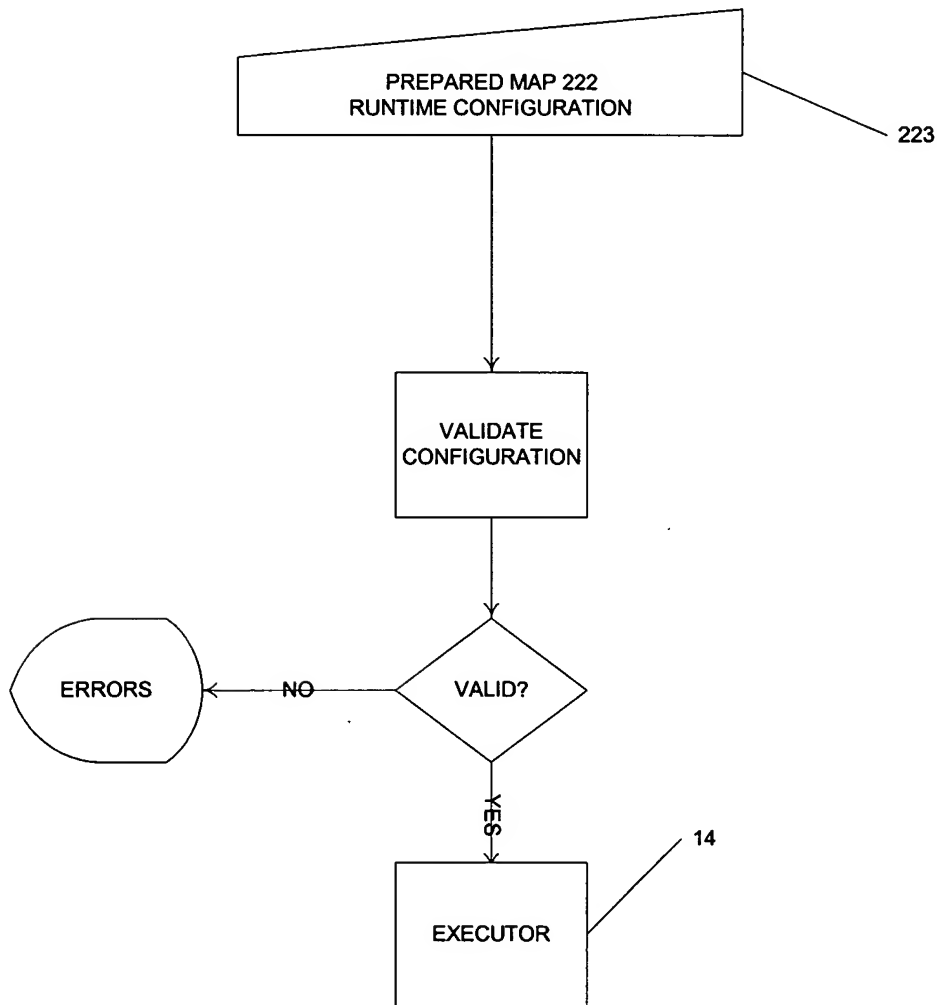 PREPARED MAP 222
RUNTIME CONFIGURATION
223
VALIDATE
CONFIGURATION
ERRORS
NO
VALID?
YES
14
EXECUTOR